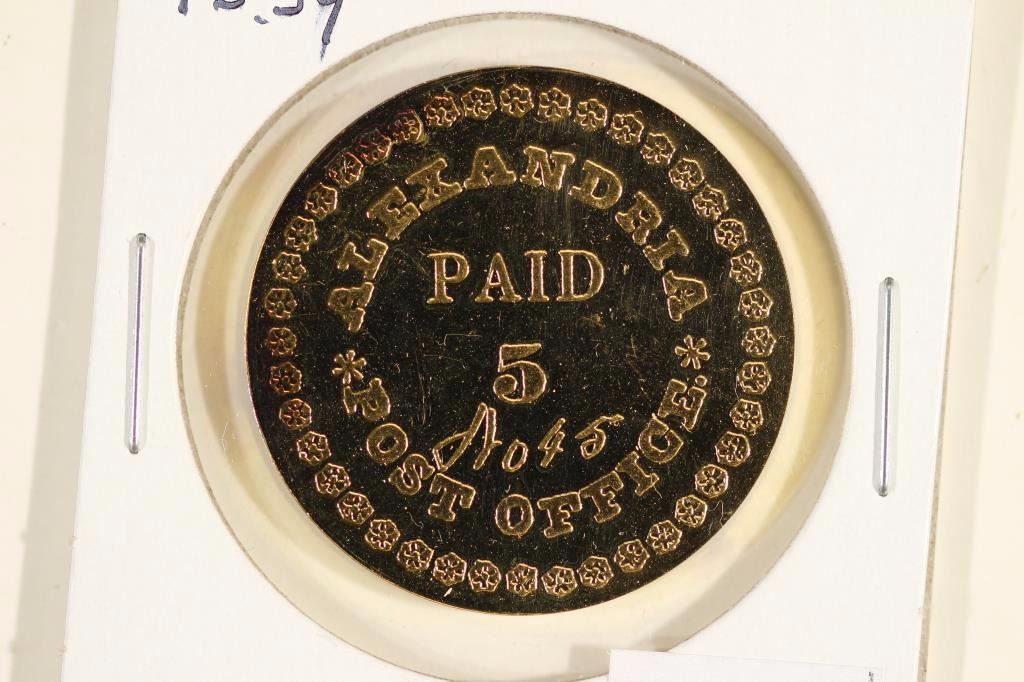 ALEXANDRIA
PAID
5
No 45
* POST OFFICE. *